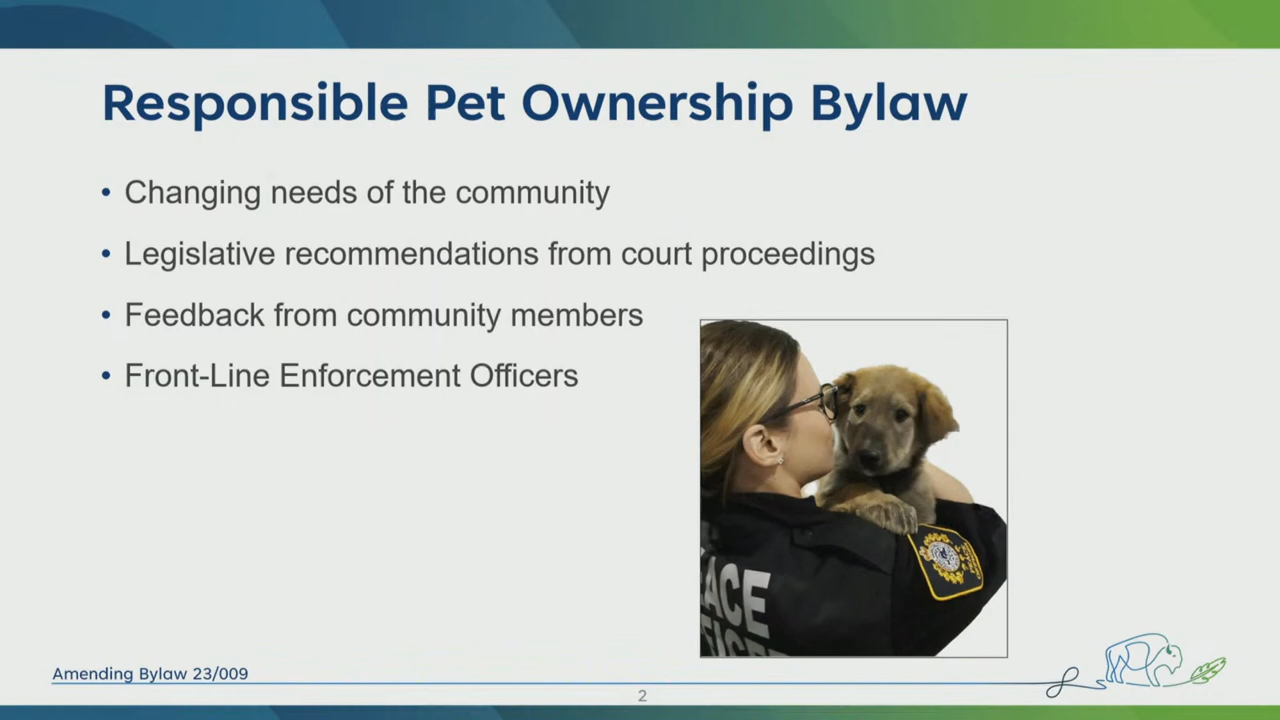 Responsible Pet Ownership Bylaw
• Changing needs of the community
• Legislative recommendations from court proceedings
• Feedback from community members
• Front-Line Enforcement Officers
Amending Bylaw 23/009
2